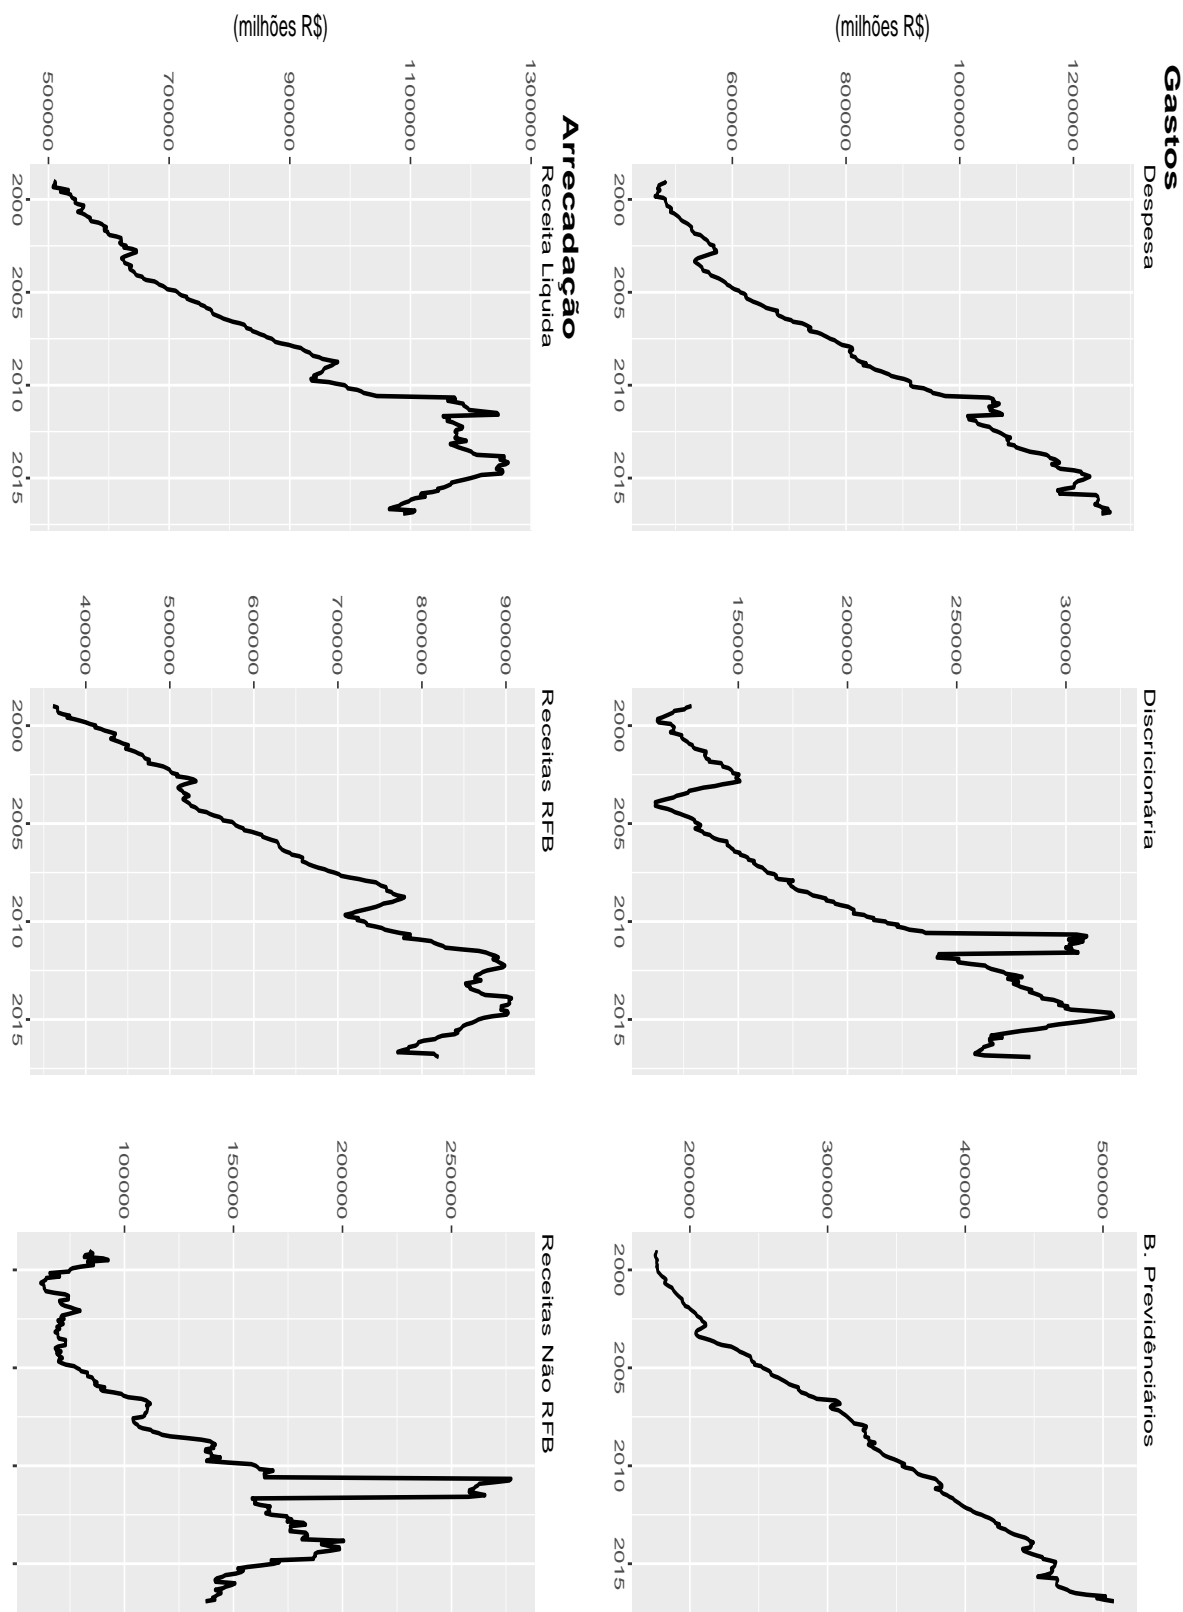 Gastos
Despesa
Discricionária
B. Previdênciários
(milhões R$)
1200000
1000000
800000
600000
2000 2005 2010 2015
300000
250000
200000
150000
2000 2005 2010 2015
500000
400000
300000
200000
2000 2005 2010 2015
Arrecadação
Receita Liquida
Receitas RFB
Receitas Não RFB
(milhões R$)
1300000
1100000
900000
700000
500000
2000 2005 2010 2015
900000
800000
700000
600000
500000
400000
2000 2005 2010 2015
250000
200000
150000
100000